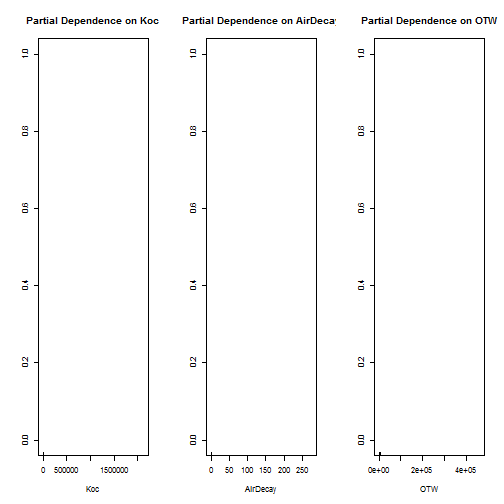 Partial Dependence on Koc
1.0
0.8
0.6
0.4
0.2
0.0
0 500000 1500000
Koc
Partial Dependence on AirDeca
1.0
0.8
0.6
0.4
0.2
0.0
0 50 100 150 200 250
AirDecay
Partial Dependence on OTW
1.0
0.8
0.6
0.4
0.2
0.0
0e+00 2e+05 4e+05
OTW